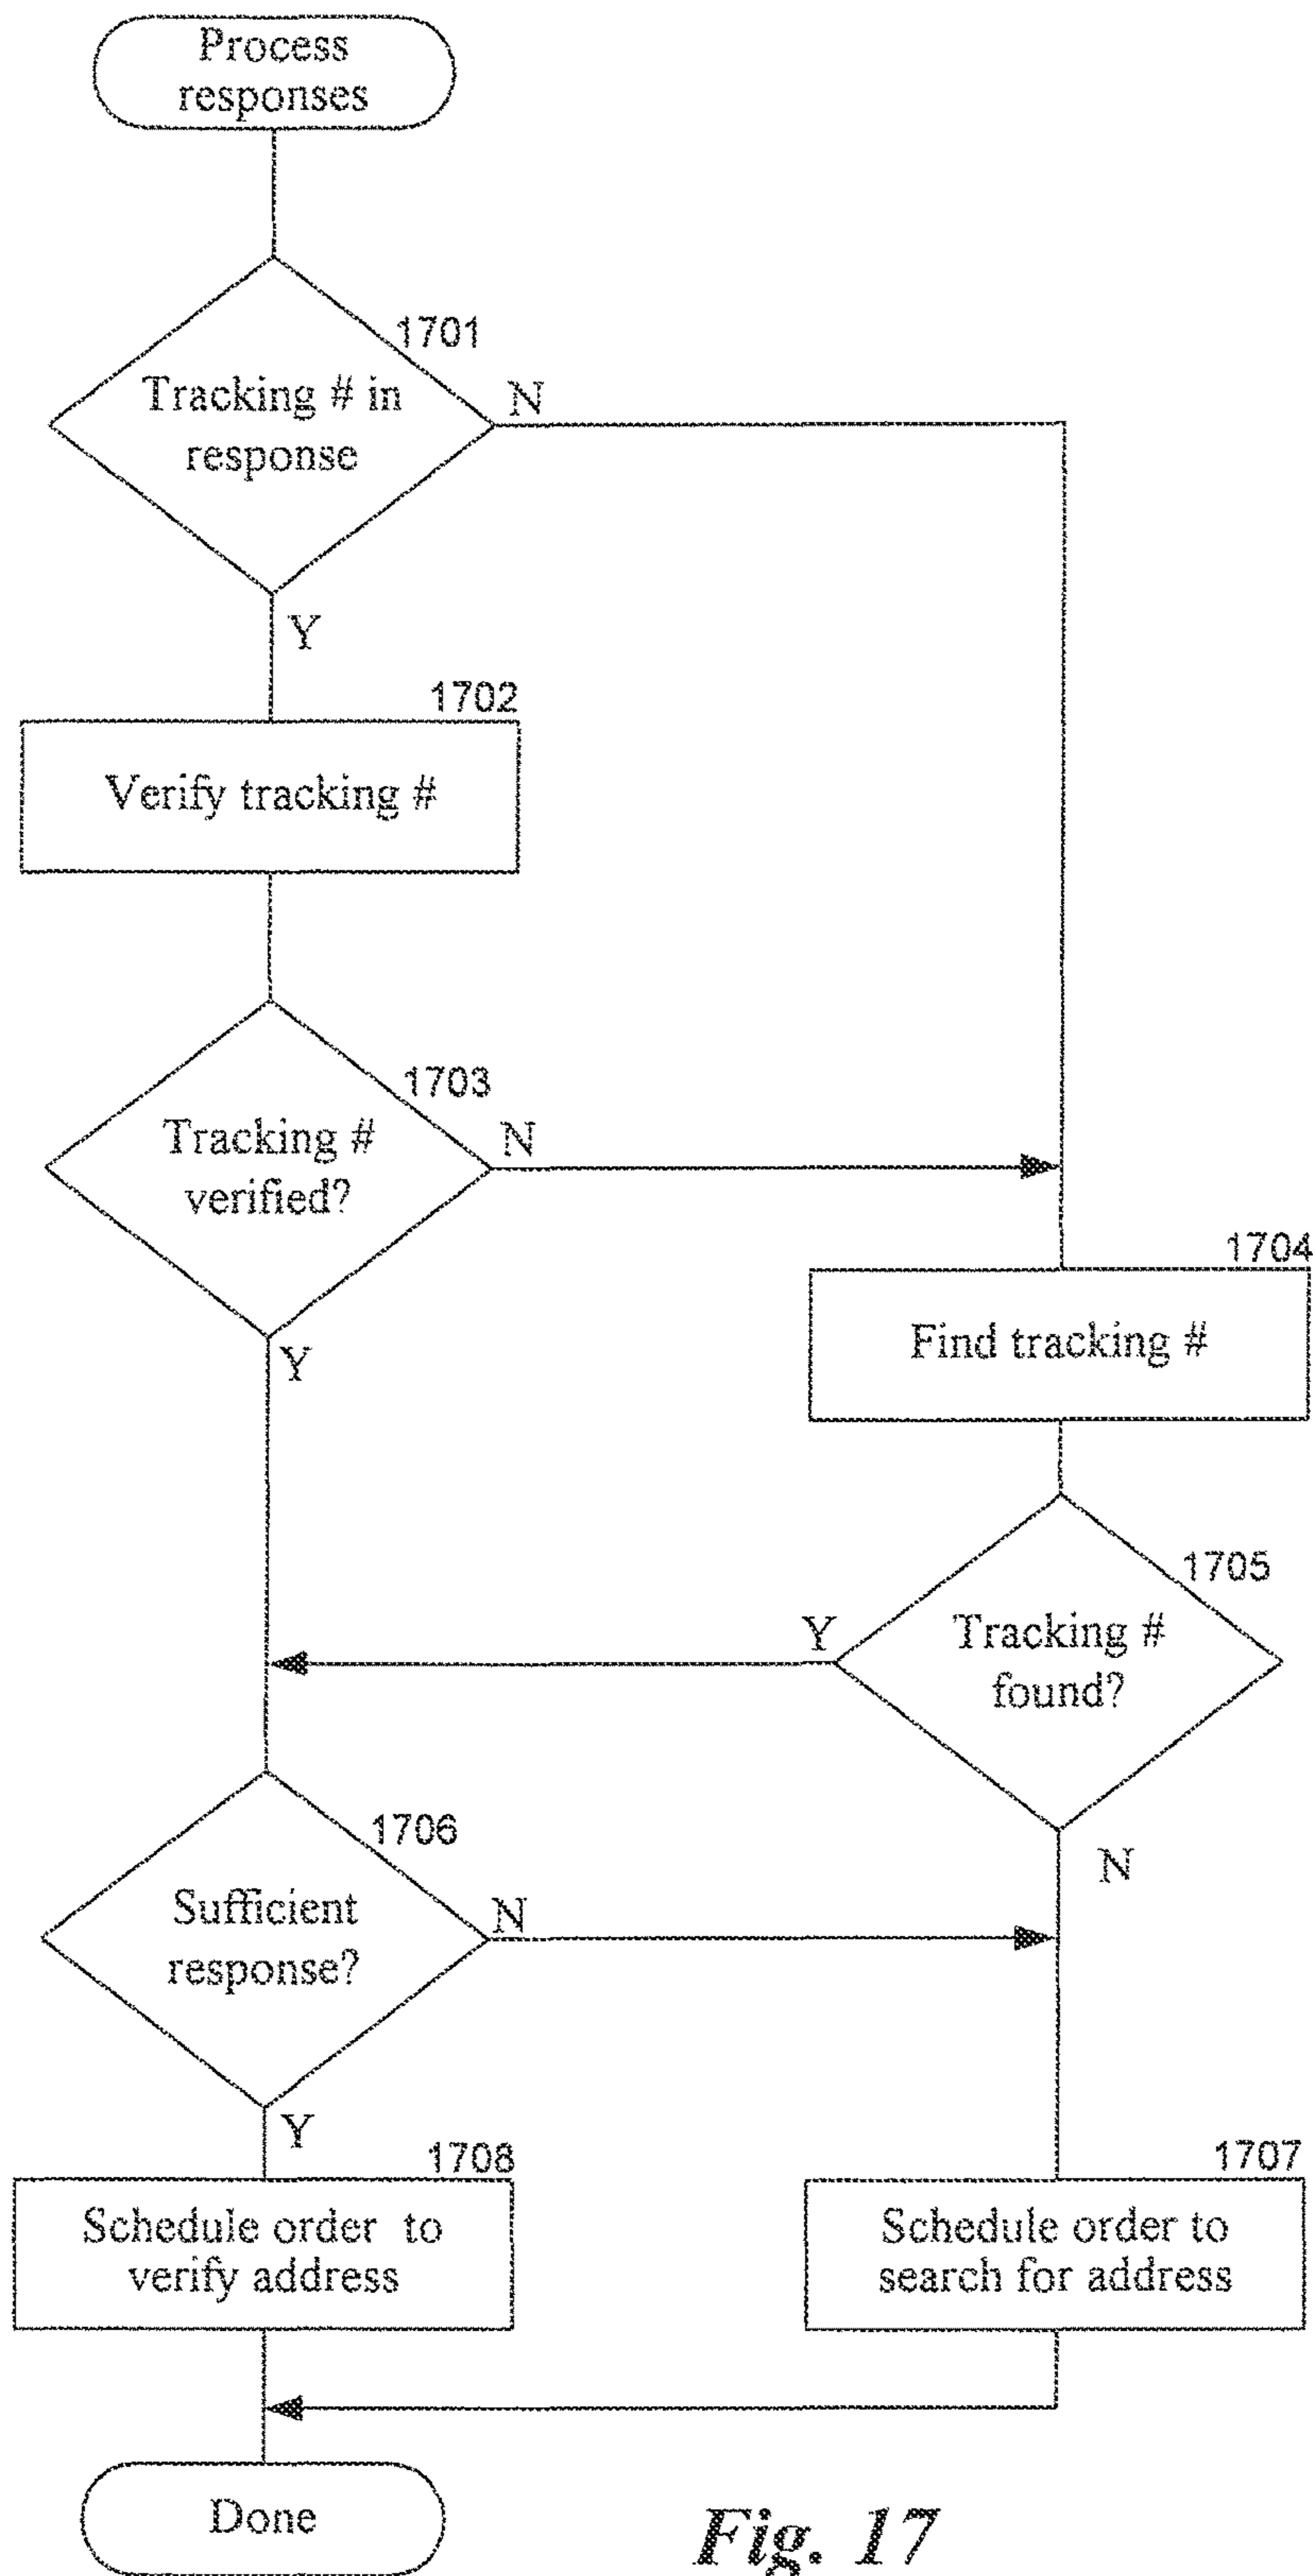 Process
responses
1701
Tracking # in
response
N
Y
1702
Verify tracking #
1703
Tracking #
verified?
N
Y
1704
Find tracking #
1705
Tracking #
found?
Y
N
1706
Sufficient
response?
N
Y
1708
Schedule order to
verify address
1707
Schedule order to
search for address
Done
Fig. 17